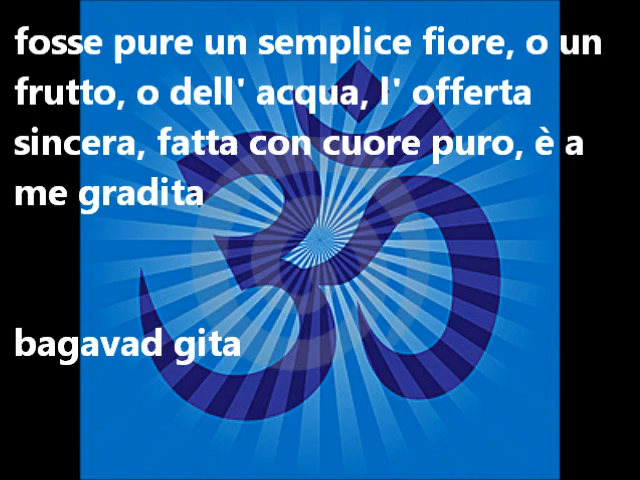 fosse pure un semplice fiore, o un
frutto, o dell' acqua, l' offerta
sincera, fatta con cuore puro, è a
me gradita
bagavad gita